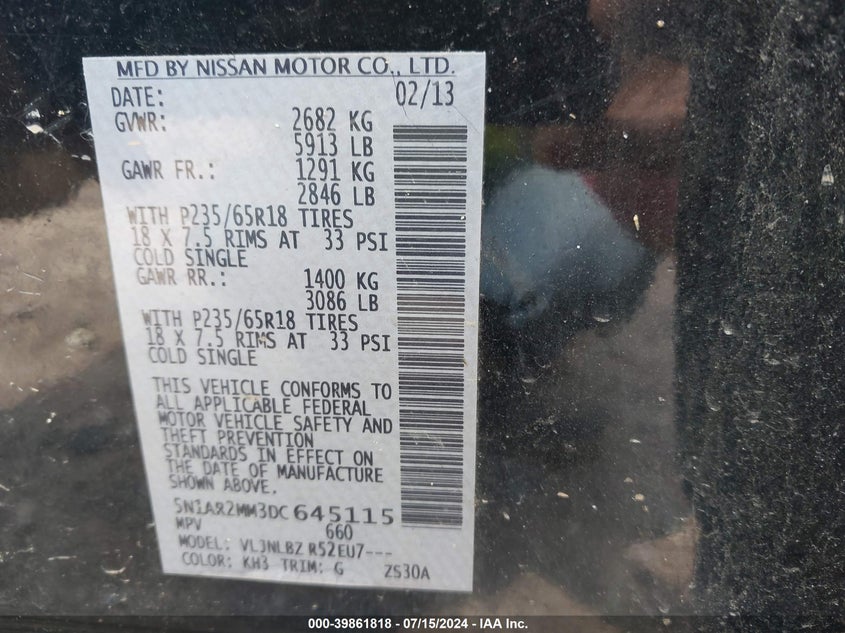 MFD BY NISSAN MOTOR CO., LTD.
DATE: 02/13
GVWR: 2682 KG
5913 LB
GAWR FR.: 1291 KG
2846 LB
WITH P235/65R18 TIRES
18 X 7.5 RIMS AT 33 PSI
COLD SINGLE
GAWR RR.: 1400 KG
3086 LB
WITH P235/65R18 TIRES
18 X 7.5 RIMS AT 33 PSI
COLD SINGLE
THIS VEHICLE CONFORMS TO
ALL APPLICABLE FEDERAL
MOTOR VEHICLE SAFETY AND
THEFT PREVENTION
STANDARDS IN EFFECT ON
THE DATE OF MANUFACTURE
SHOWN ABOVE.
5N1AR2MM3DC645115
MPV 660
MODEL: VLJNLBZ R52EU7---
COLOR: KH3 TRIM: G ZS30A
000-39861818 - 07/15/2024 - IAA Inc.